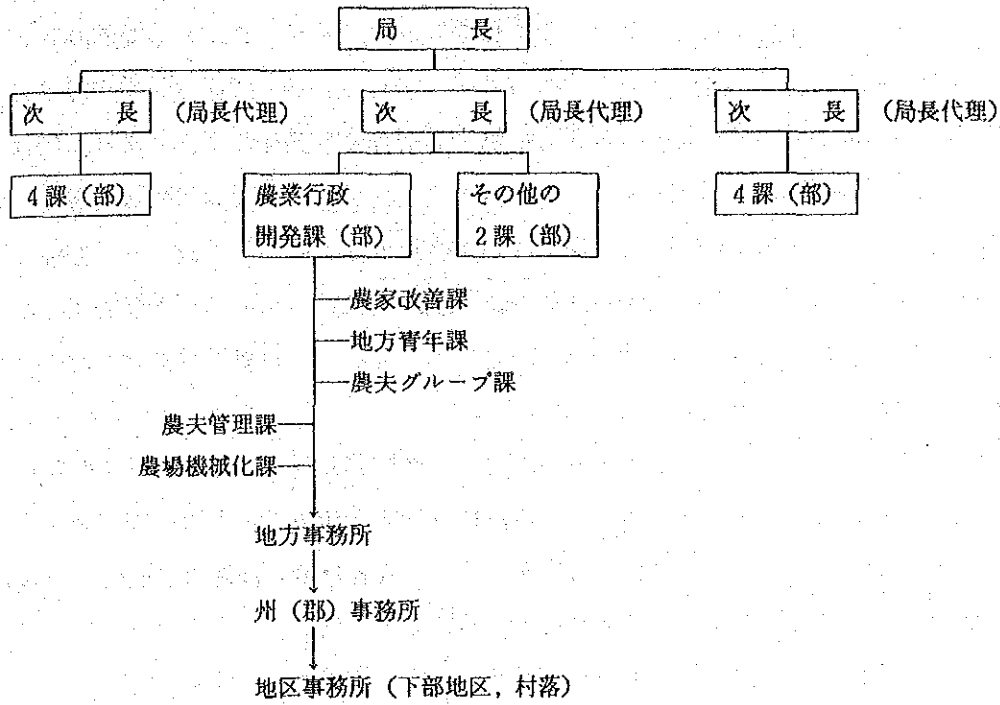 局 長
次 長 (局長代理) 次 長 (局長代理) 次 長 (局長代理)
4課(部) 農業行政 その他の 4課(部)
開発課(部) 2課(部)
農家改善課
地方青年課
農夫グループ課
農夫管理課
農場機械化課
地方事務所
州(郡)事務所
地区事務所(下部地区,村落)